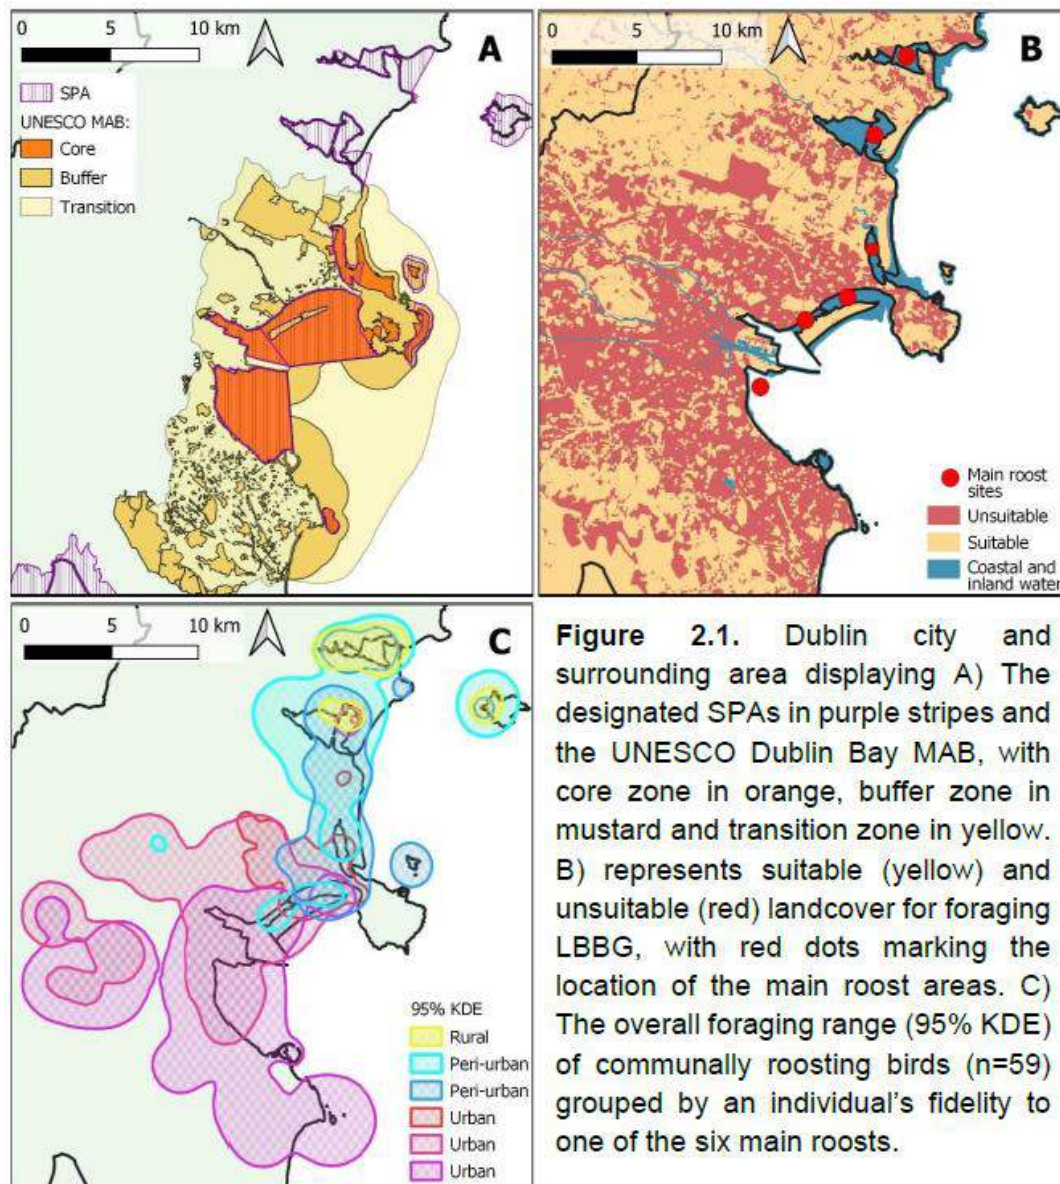 0 5 10 km
A
SPA
UNESCO MAB:
Core
Buffer
Transition
0 5 10 km
B
Main roost
sites
Unsuitable
Suitable
Coastal and
inland water
0 5 10 km
C
95% KDE
Rural
Peri-urban
Peri-urban
Urban
Urban
Urban
Figure 2.1. Dublin city and
surrounding area displaying A) The
designated SPAs in purple stripes and
the UNESCO Dublin Bay MAB, with
core zone in orange, buffer zone in
mustard and transition zone in yellow.
B) represents suitable (yellow) and
unsuitable (red) landcover for foraging
LBBG, with red dots marking the
location of the main roost areas. C)
The overall foraging range (95% KDE)
of communally roosting birds (n=59)
grouped by an individual's fidelity to
one of the six main roosts.